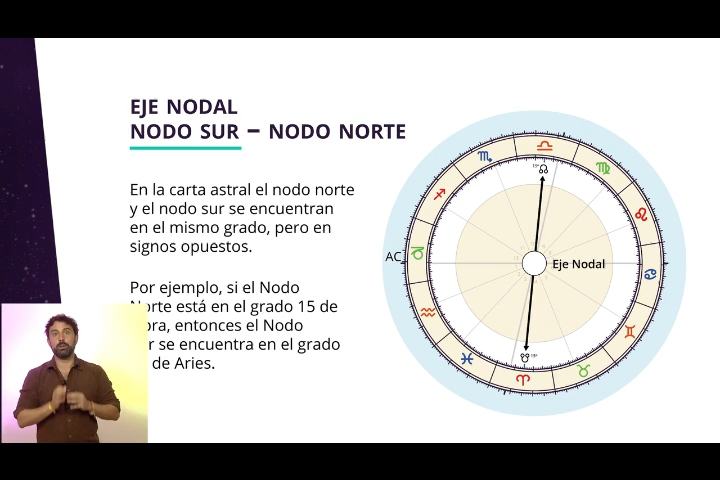 EJE NODAL
NODO SUR – NODO NORTE
En la carta astral el nodo norte
y el nodo sur se encuentran
en el mismo grado, pero en
signos opuestos.
Por ejemplo, si el Nodo
Norte está en el grado 15 de
bra, entonces el Nodo
r se encuentra en el grado
de Aries.
AC
Eje Nodal